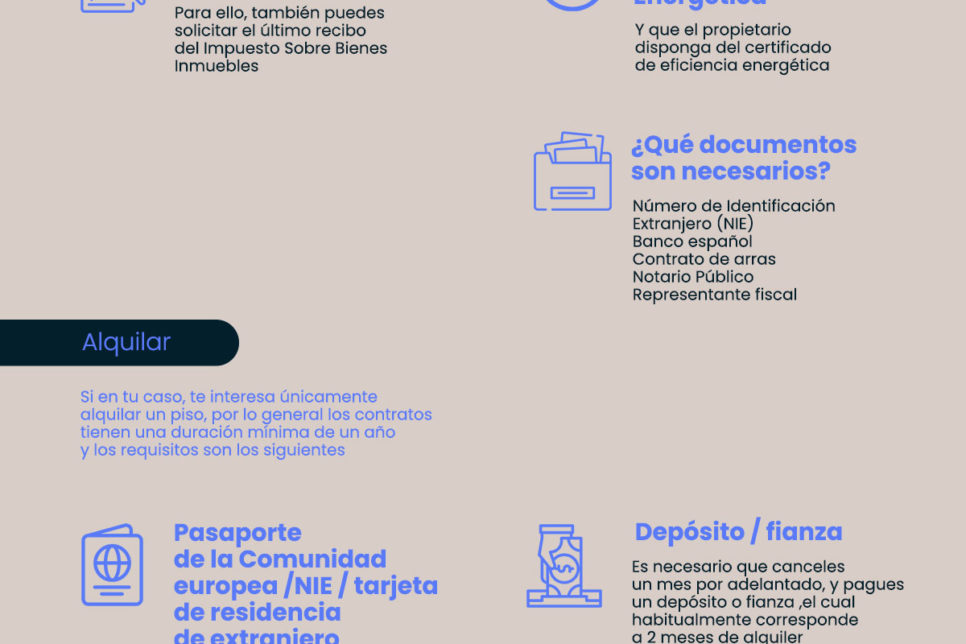 Para ello, también puedes
solicitar el último recibo
del Impuesto Sobre Bienes
Inmuebles
Energética
Y que el propietario
disponga del certificado
de eficiencia energética
¿Qué documentos
son necesarios?
Número de Identificación
Extranjero (NIE)
Banco español
Contrato de arras
Notario Público
Representante fiscal
Alquilar
Si en tu caso, te interesa únicamente
alquilar un piso, por lo general los contratos
tienen una duración mínima de un año
y los requisitos son los siguientes
Pasaporte
de la Comunidad
europea /NIE / tarjeta
de residencia
de extranjero
Depósito / fianza
Es necesario que canceles
un mes por adelantado, y pagues
un depósito o fianza ,el cual
habitualmente corresponde
a 2 meses de alquiler